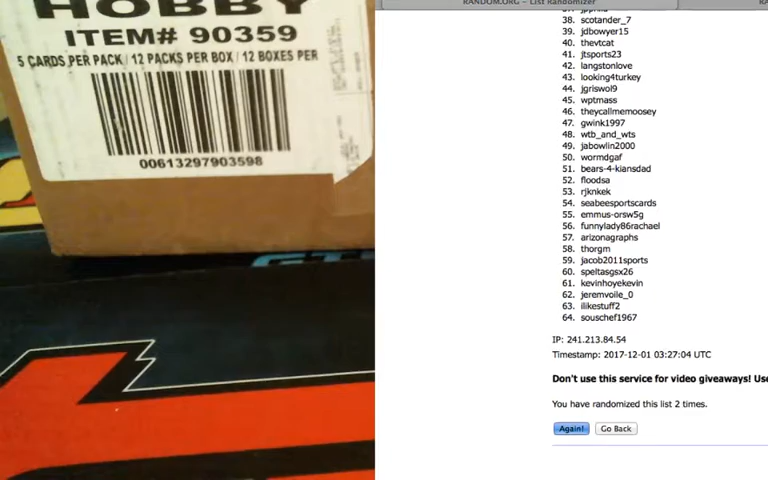 HOBBY
ITEM# 90359
5 CARDS PER PACK / 12 PACKS PER BOX / 12 BOXES PER
00613297903598
RANDOM.ORG - List Randomizer
38. scotander_7
39. jdbowyer15
40. thevtcat
41. jtsports23
42. langstonlove
43. looking4turkey
44. jgriswol9
45. wptmass
46. theycallmemoosey
47. gwink1997
48. wtb_and_wts
49. jabowlin2000
50. wormdgaf
51. bears-4-kiansdad
52. floodsa
53. rjknkek
54. seabeesportscards
55. emmus-orsw5g
56. funnylady86rachael
57. arizonagraphs
58. thorgm
59. jacob2011sports
60. speltasgsx26
61. kevinhoyekevin
62. jeremvoile_0
63. ilikestuff2
64. souschef1967
IP: 241.213.84.54
Timestamp: 2017-12-01 03:27:04 UTC
Don't use this service for video giveaways! Use
You have randomized this list 2 times.
Again!
Go Back